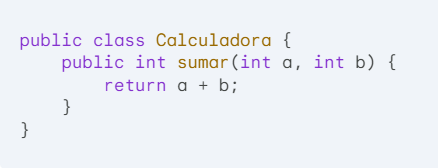 public class Calculadora {
    public int sumar(int a, int b) {
        return a + b;
    }
}